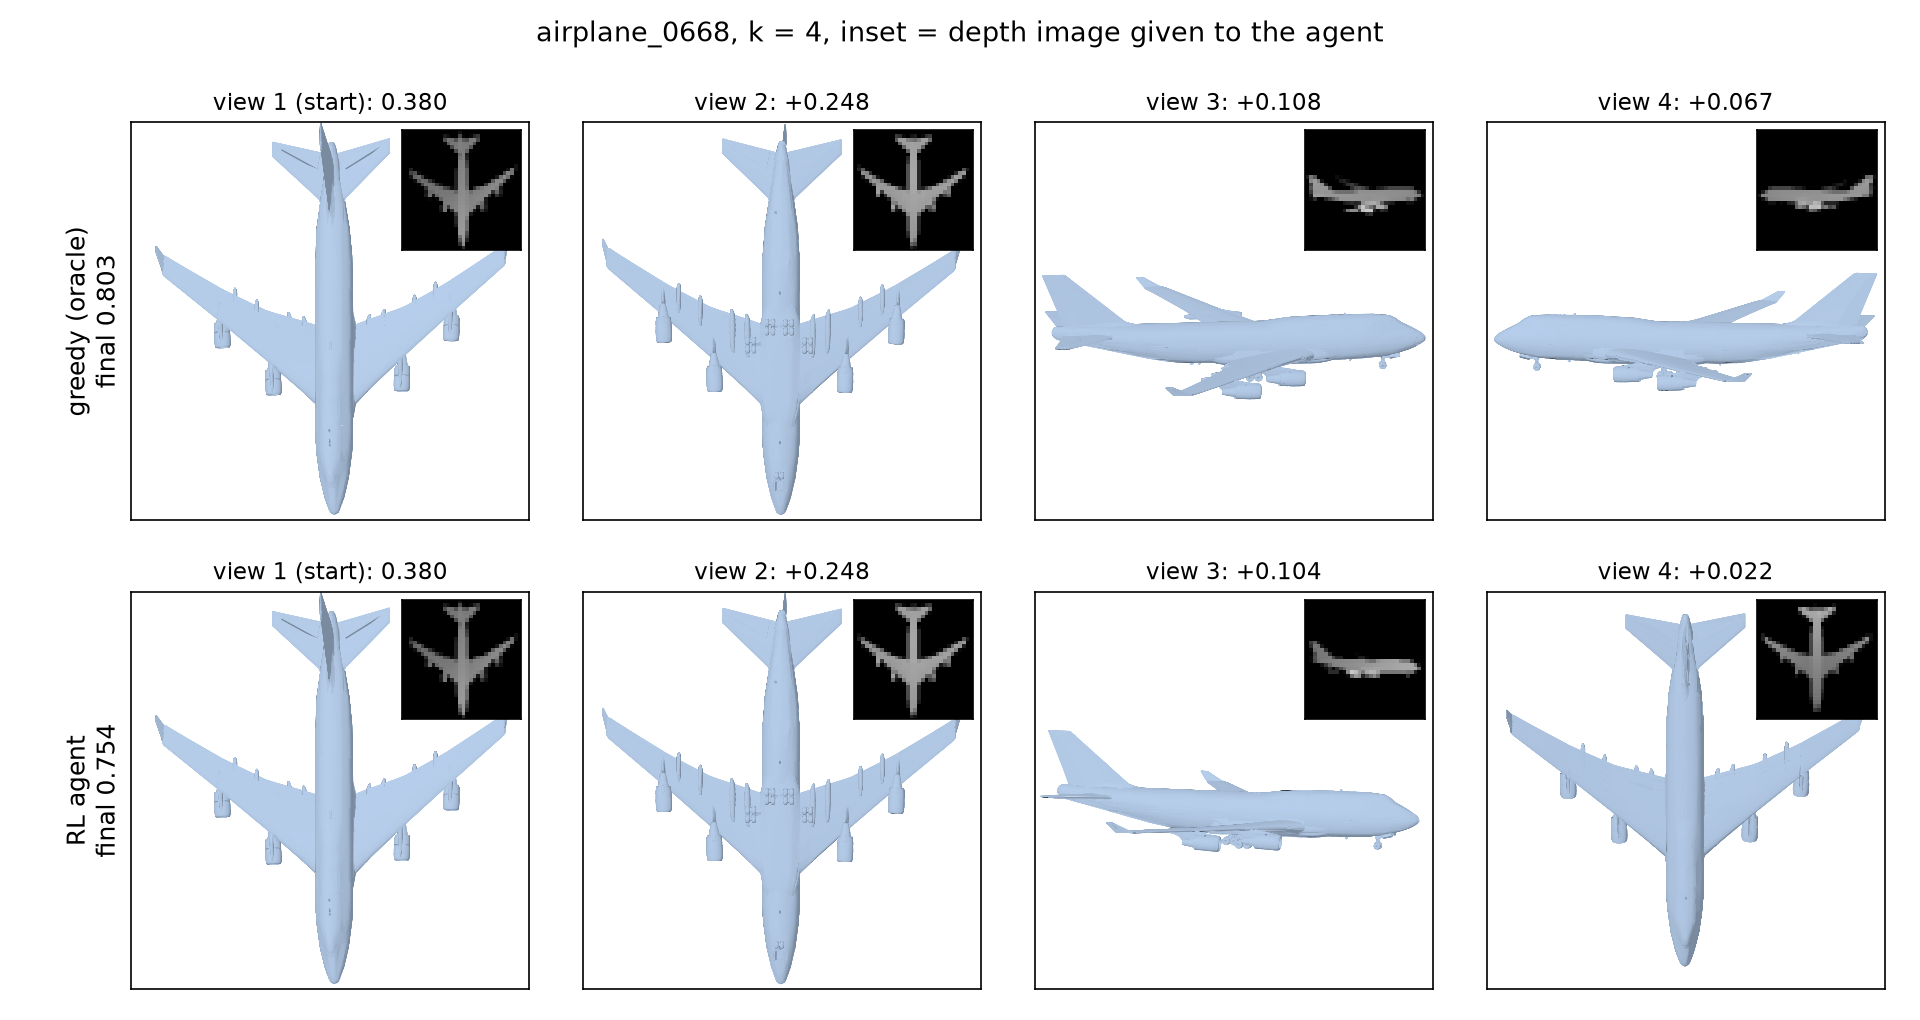 airplane_0668, k = 4, inset = depth image given to the agent
greedy (oracle)
final 0.803
view 1 (start): 0.380
view 2: +0.248
view 3: +0.108
view 4: +0.067
RL agent
final 0.754
view 1 (start): 0.380
view 2: +0.248
view 3: +0.104
view 4: +0.022